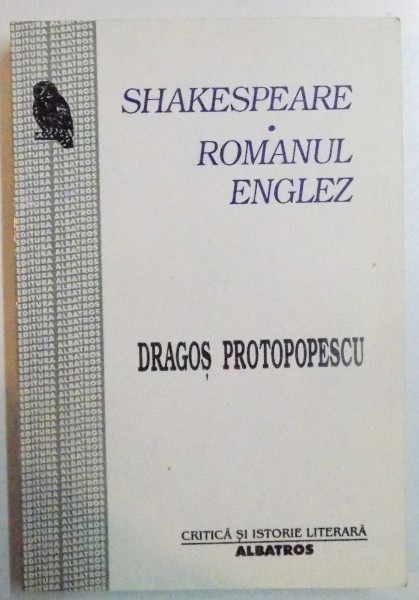 SHAKESPEARE
•
ROMANUL
ENGLEZ
DRAGOȘ PROTOPOPESCU
CRITICĂ ȘI ISTORIE LITERARĂ
ALBATROS
EDITURA ALBATROS